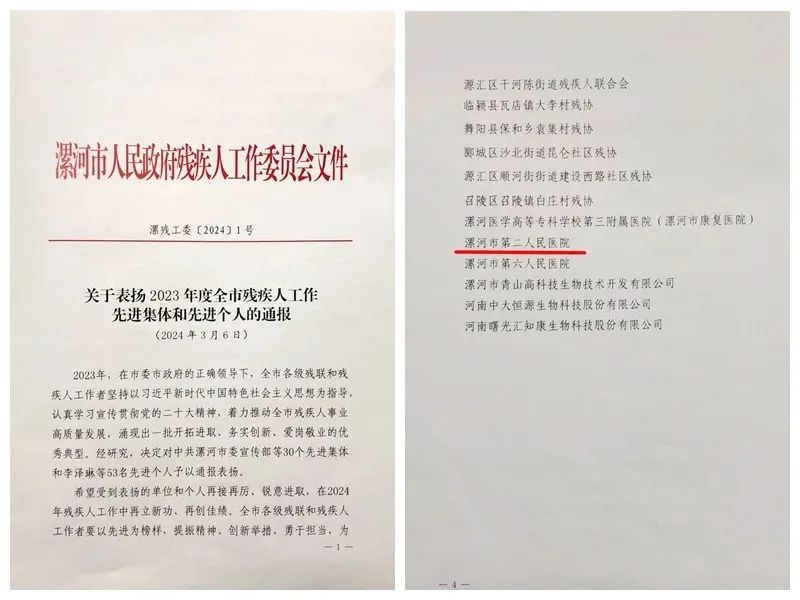 漯河市人民政府残疾人工作委员会文件
漯残工委〔2024〕1号
关于表扬2023年度全市残疾人工作
先进集体和先进个人的通报
（2024年3月6日）
2023年，在市委市政府的正确领导下，全市各级残联和残
疾人工作者坚持以习近平新时代中国特色社会主义思想为指导，
认真学习宣传贯彻党的二十大精神，着力推动全市残疾人事业
高质量发展，涌现出一批开拓进取、务实创新、爱岗敬业的优
秀典型。经研究，决定对中共漯河市委宣传部等30个先进集体
和李泽琳等53名先进个人予以通报表扬。
希望受到表扬的单位和个人再接再厉、锐意进取，在2024
年残疾人工作中再立新功、再创佳绩。全市各级残联和残疾人
工作者要以先进为榜样，提振精神、创新举措、勇于担当，为
— 1 —
源汇区干河陈街道残疾人联合会
临颍县瓦店镇大李村残协
舞阳县保和乡袁集村残协
郾城区沙北街道昆仑社区残协
源汇区顺河街街道建设西路社区残协
召陵区召陵镇白庄村残协
漯河医学高等专科学校第三附属医院（漯河市康复医院）
漯河市第二人民医院
漯河市第六人民医院
漯河市青山高科技生物技术开发有限公司
河南中大恒源生物科技股份有限公司
河南曙光汇知康生物科技股份有限公司
— 4 —